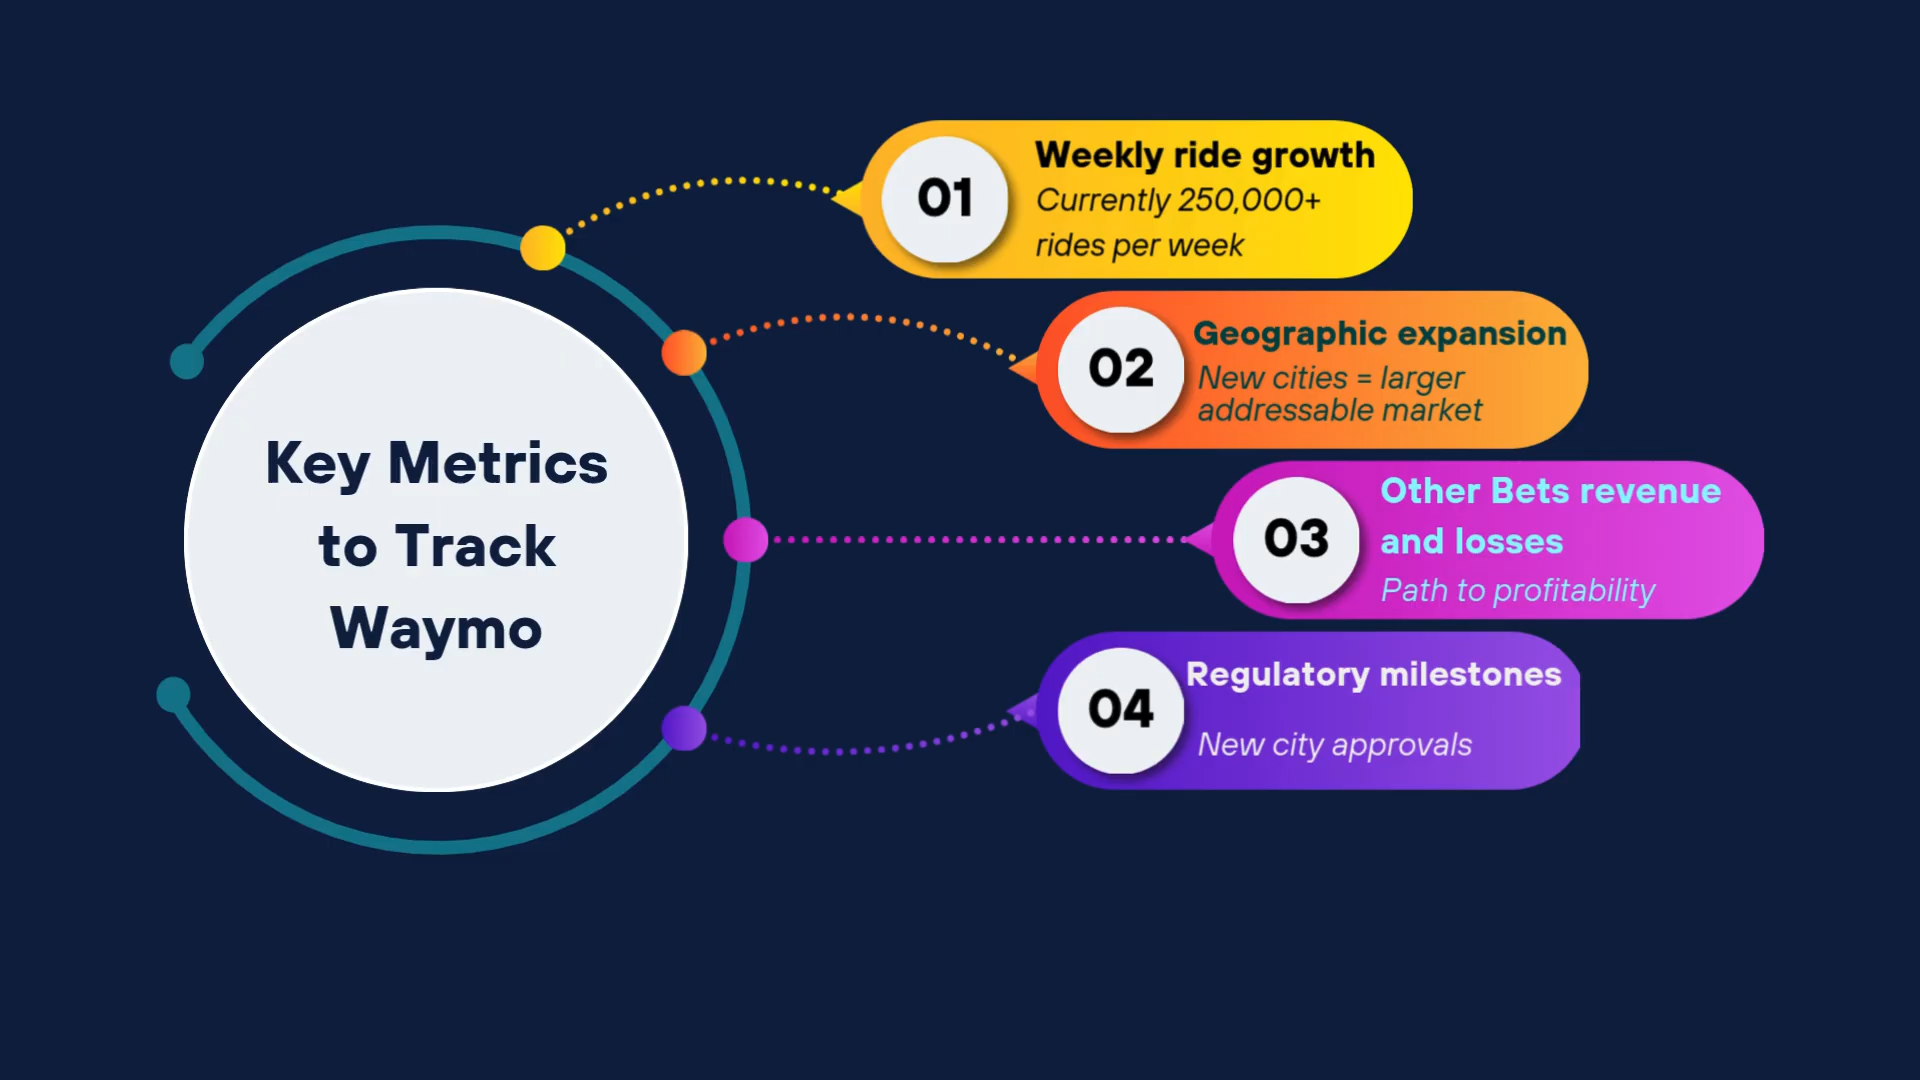 Key Metrics
to Track
Waymo
01
Weekly ride growth
Currently 250,000+
rides per week
02
Geographic expansion
New cities = larger
addressable market
03
Other Bets revenue
and losses
Path to profitability
04
Regulatory milestones
New city approvals